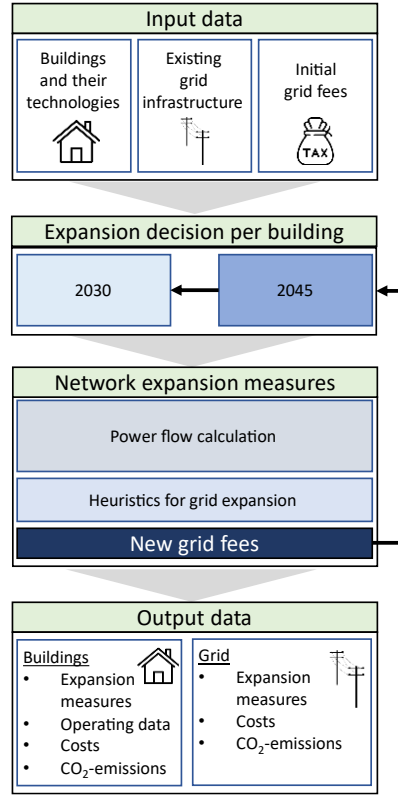 Input data
Buildings
and their
technologies
Existing
grid
infrastructure
Initial
grid fees
TAX
Expansion decision per building
2030
2045
Network expansion measures
Power flow calculation
Heuristics for grid expansion
New grid fees
Output data
Buildings
• Expansion
measures
• Operating data
• Costs
• CO₂-emissions
Grid
• Expansion
measures
• Costs
• CO₂-emissions